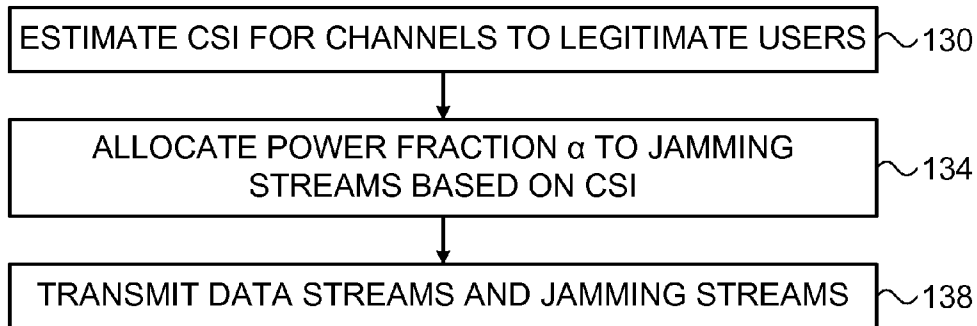 ESTIMATE CSI FOR CHANNELS TO LEGITIMATE USERS 130
ALLOCATE POWER FRACTION α TO JAMMING
STREAMS BASED ON CSI 134
TRANSMIT DATA STREAMS AND JAMMING STREAMS 138